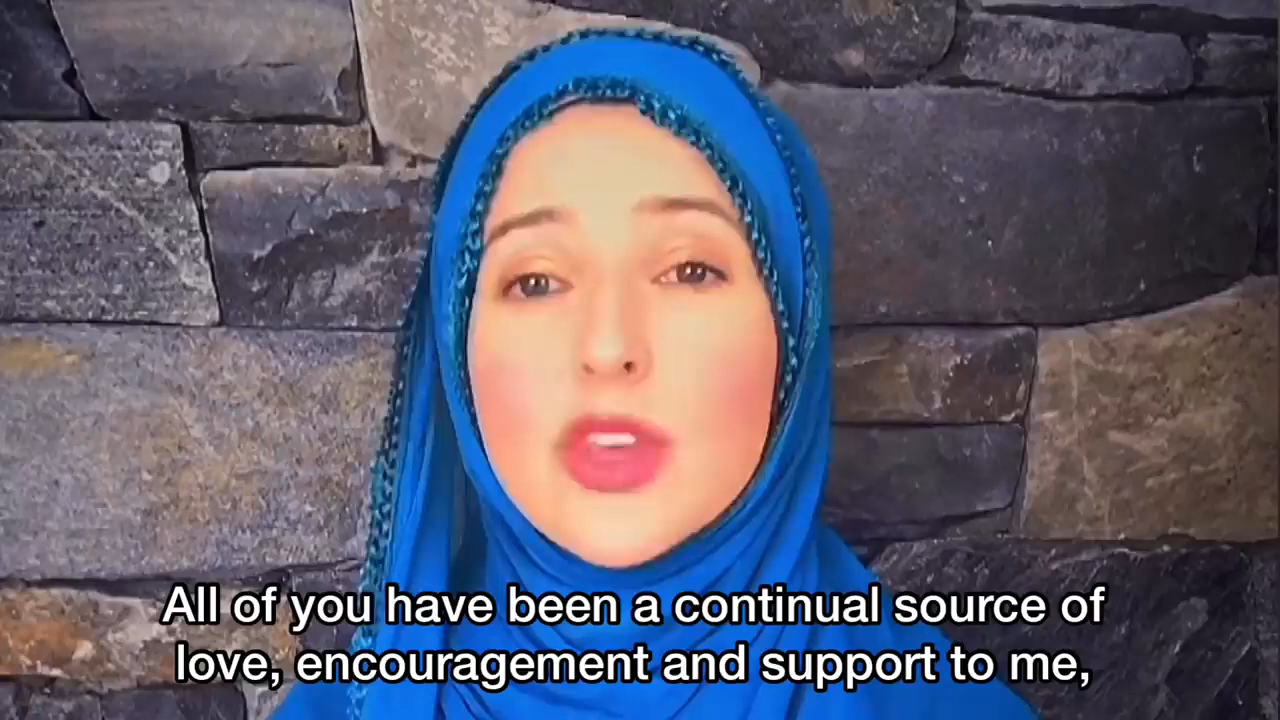 All of you have been a continual source of
love, encouragement and support to me,